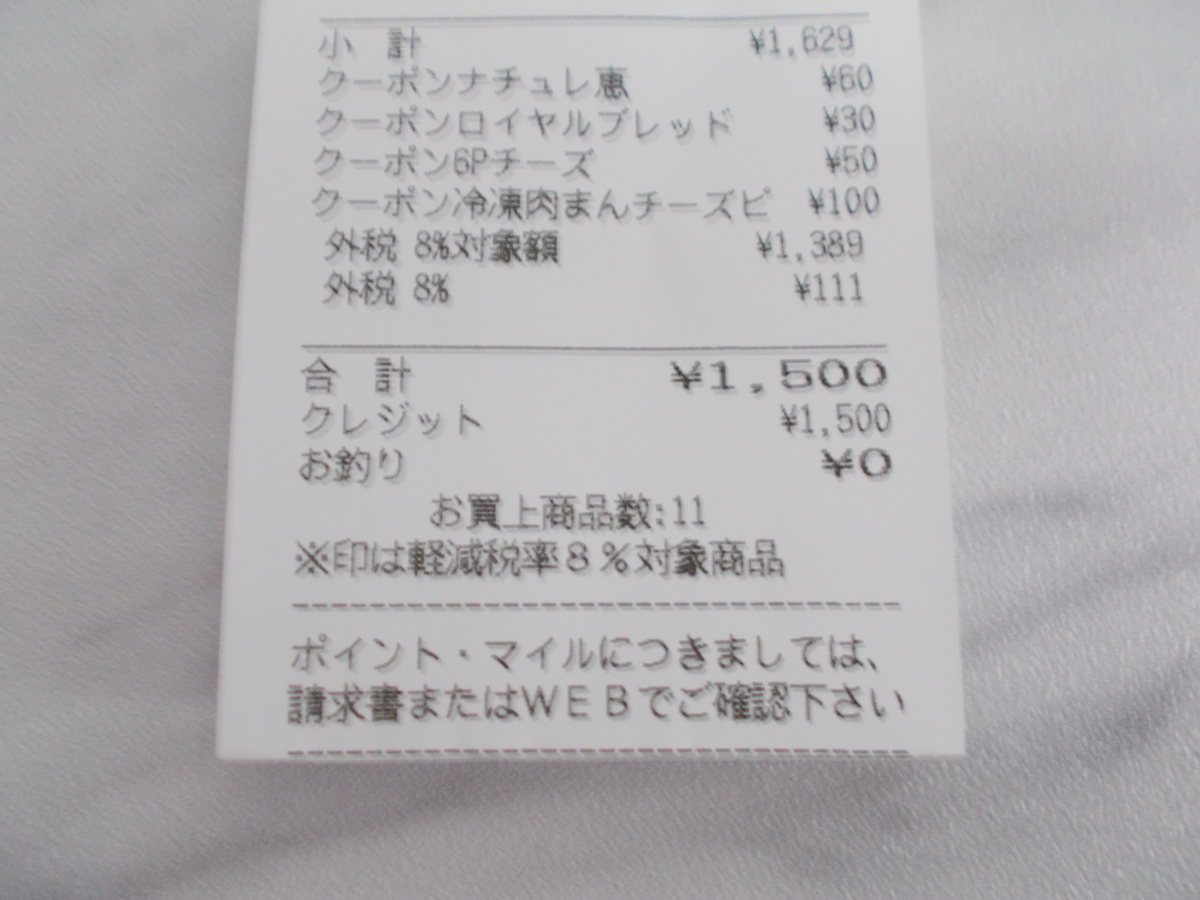 小 計 ¥1,629
クーポンナチュレ恵 ¥60
クーポンロイヤルブレッド ¥30
クーポン6Pチーズ ¥50
クーポン冷凍肉まんチーズピ ¥100
外税 8%対象額 ¥1,389
外税 8% ¥111
合 計 ¥1,500
クレジット ¥1,500
お釣り ¥0
お買上商品数:11
※印は軽減税率8%対象商品
ポイント・マイルにつきましては、
請求書またはWEBでご確認下さい